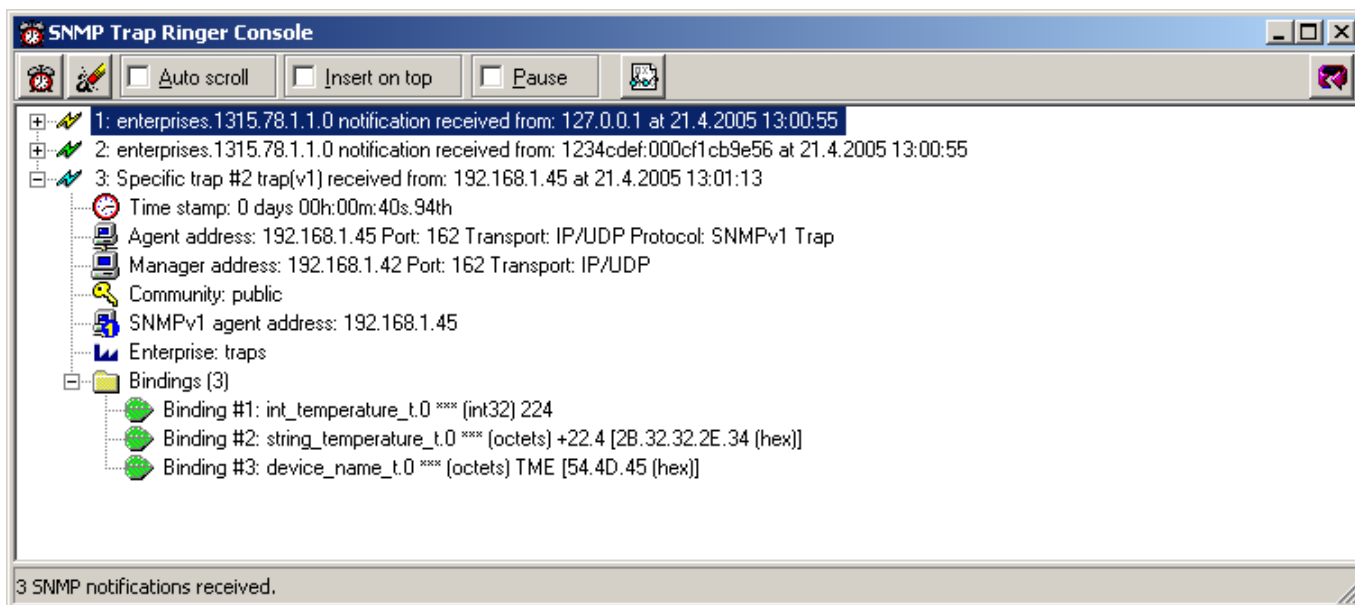 SNMP Trap Ringer Console
Auto scroll Insert on top Pause
1: enterprises.1315.78.1.1.0 notification received from: 127.0.0.1 at 21.4.2005 13:00:55
2: enterprises.1315.78.1.1.0 notification received from: 1234cdef:000cf1cb9e56 at 21.4.2005 13:00:55
3: Specific trap #2 trap(v1) received from: 192.168.1.45 at 21.4.2005 13:01:13
Time stamp: 0 days 00h:00m:40s.94th
Agent address: 192.168.1.45 Port: 162 Transport: IP/UDP Protocol: SNMPv1 Trap
Manager address: 192.168.1.42 Port: 162 Transport: IP/UDP
Community: public
SNMPv1 agent address: 192.168.1.45
Enterprise: traps
Bindings (3)
Binding #1: int_temperature_t.0 *** (int32) 224
Binding #2: string_temperature_t.0 *** (octets) +22.4 [2B.32.32.2E.34 (hex)]
Binding #3: device_name_t.0 *** (octets) TME [54.4D.45 (hex)]
3 SNMP notifications received.